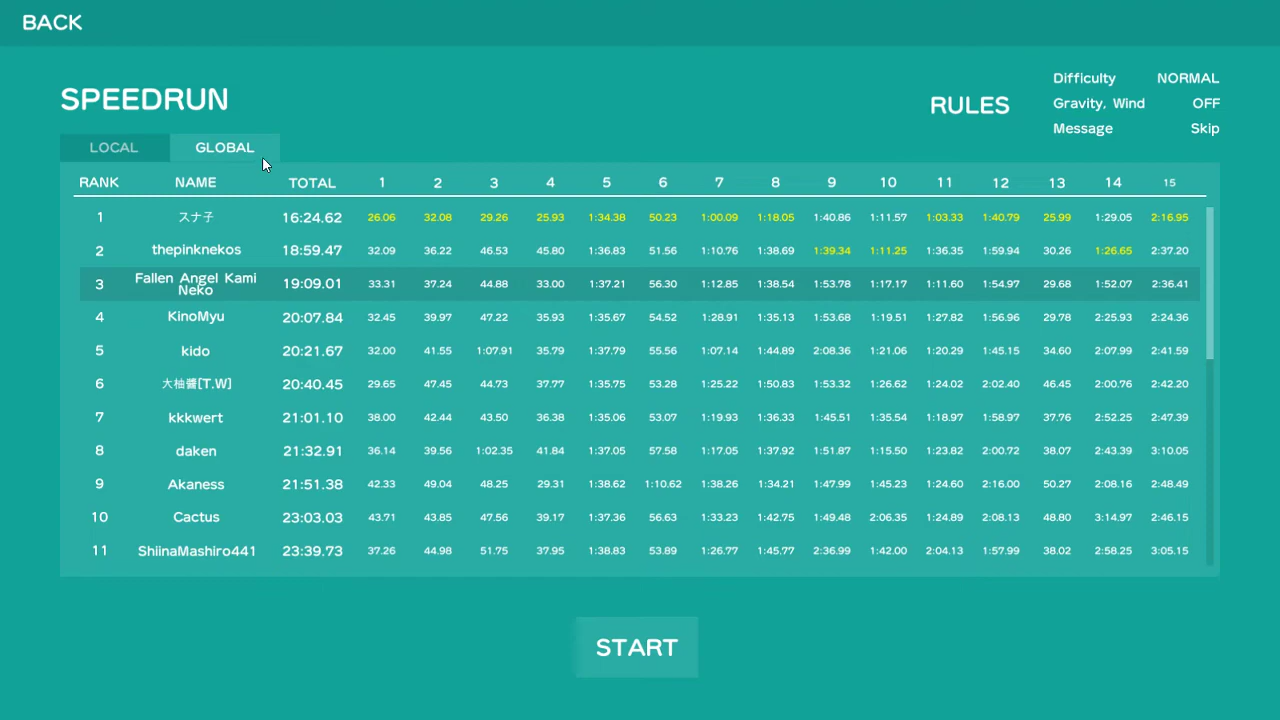 BACK
SPEEDRUN
RULES
Difficulty NORMAL
Gravity, Wind OFF
Message Skip
LOCAL GLOBAL
RANK NAME TOTAL 1 2 3 4 5 6 7 8 9 10 11 12 13 14 15
1 スナ子 16:24.62 26.06 32.08 29.26 25.93 1:34.38 50.23 1:00.09 1:18.05 1:40.86 1:11.57 1:03.33 1:40.79 25.99 1:29.05 2:16.95
2 thepinknekos 18:59.47 32.09 36.22 46.53 45.80 1:36.83 51.56 1:10.76 1:38.69 1:39.34 1:11.25 1:36.35 1:59.94 30.26 1:26.65 2:37.20
3 Fallen Angel Kami
Neko 19:09.01 33.31 37.24 44.88 33.00 1:37.21 56.30 1:12.85 1:38.54 1:53.78 1:17.17 1:11.60 1:54.97 29.68 1:52.07 2:36.41
4 KinoMyu 20:07.84 32.45 39.97 47.22 35.93 1:35.67 54.52 1:28.91 1:35.13 1:53.68 1:19.51 1:27.82 1:56.96 29.78 2:25.93 2:24.36
5 kido 20:21.67 32.00 41.55 1:07.91 35.79 1:37.79 55.56 1:07.14 1:44.89 2:08.36 1:21.06 1:20.29 1:45.15 34.60 2:07.99 2:41.59
6 大柚醬[T.W] 20:40.45 29.65 47.45 44.73 37.77 1:35.75 53.28 1:25.22 1:50.83 1:53.32 1:26.62 1:24.02 2:02.40 46.45 2:00.76 2:42.20
7 kkkwert 21:01.10 38.00 42.44 43.50 36.38 1:35.06 53.07 1:19.93 1:36.33 1:45.51 1:35.54 1:18.97 1:58.97 37.76 2:52.25 2:47.39
8 daken 21:32.91 36.14 39.56 1:02.35 41.84 1:37.05 57.58 1:17.05 1:37.92 1:51.87 1:15.50 1:23.82 2:00.72 38.07 2:43.39 3:10.05
9 Akaness 21:51.38 42.33 49.04 48.25 29.31 1:38.62 1:10.62 1:38.26 1:34.21 1:47.99 1:45.23 1:24.60 2:16.00 50.27 2:08.16 2:48.49
10 Cactus 23:03.03 43.71 43.85 47.56 39.17 1:37.36 56.63 1:33.23 1:42.75 1:49.48 2:06.35 1:24.89 2:08.13 48.80 3:14.97 2:46.15
11 ShiinaMashiro441 23:39.73 37.26 44.98 51.75 37.95 1:38.83 53.89 1:26.77 1:45.77 2:36.99 1:42.00 2:04.13 1:57.99 38.02 2:58.25 3:05.15
START